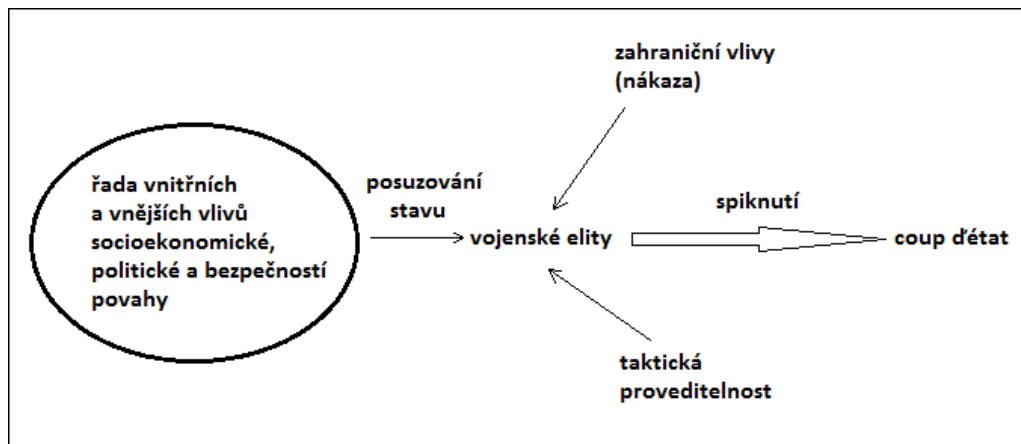 zahraniční vlivy
(nákaza)
řada vnitřních
a vnějších vlivů
socioekonomické,
politické a bezpečností
povahy
posuzování
stavu
vojenské elity
spiknutí
coup ďétat
taktická
proveditelnost